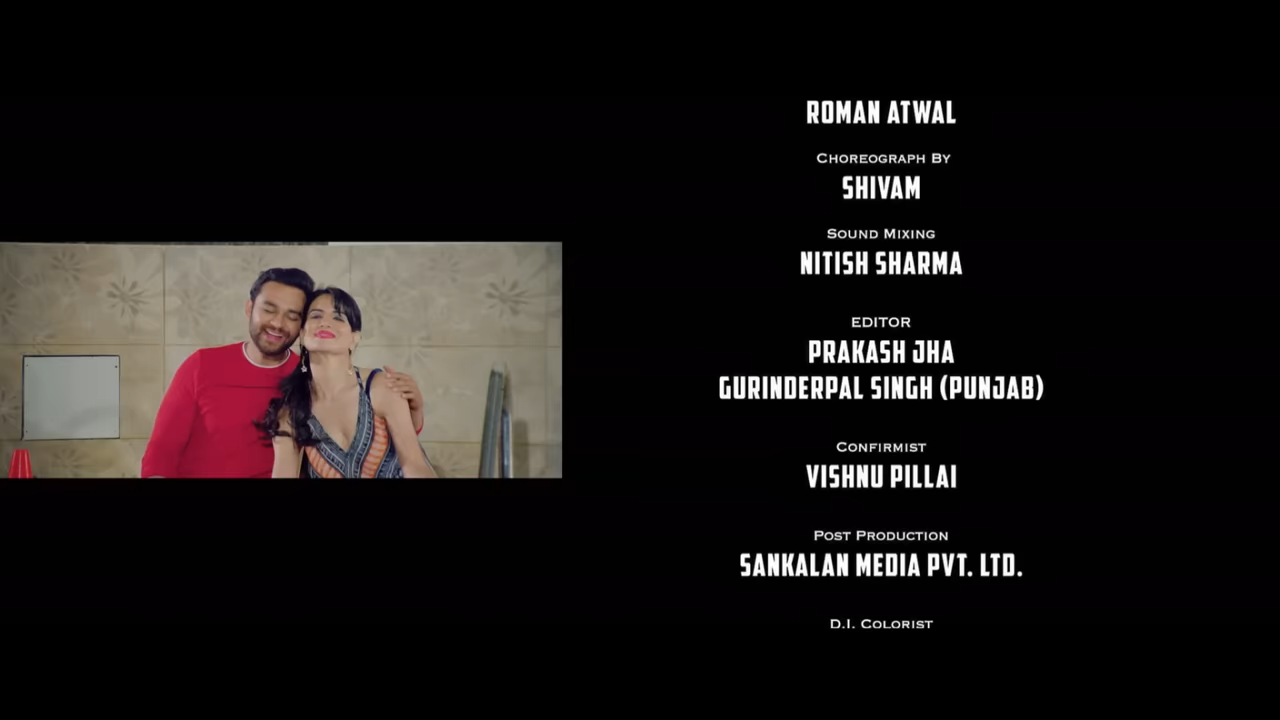 ROMAN ATWAL
CHOREOGRAPH BY
SHIVAM
SOUND MIXING
NITISH SHARMA
EDITOR
PRAKASH JHA
GURINDERPAL SINGH (PUNJAB)
CONFIRMIST
VISHNU PILLAI
POST PRODUCTION
SANKALAN MEDIA PVT. LTD.
D.I. COLORIST